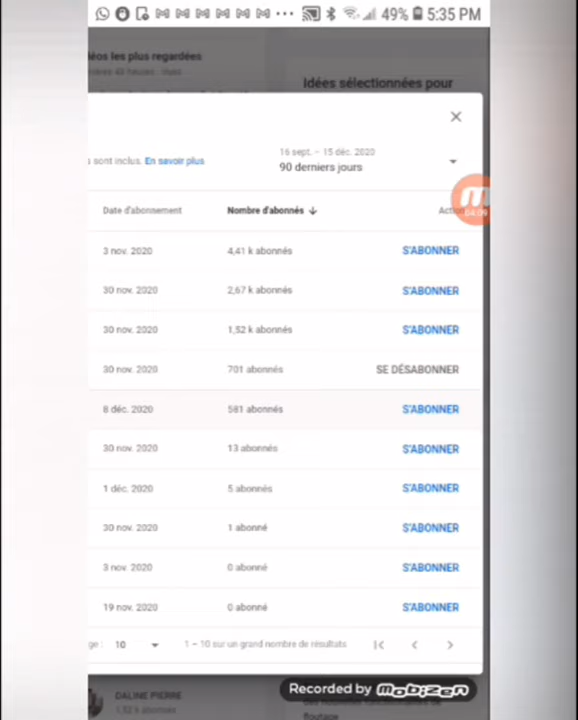 49% 5:35 PM
les plus regardées
Idées sélectionnées pour
16 sept. – 15 déc. 2020
s sont inclus. En savoir plus
90 derniers jours
04:09
Date d'abonnement Nombre d'abonnés Actio
3 nov. 2020 4,41 k abonnés S'ABONNER
30 nov. 2020 2,67 k abonnés S'ABONNER
30 nov. 2020 1,52 k abonnés S'ABONNER
30 nov. 2020 701 abonnés SE DÉSABONNER
8 déc. 2020 581 abonnés S'ABONNER
30 nov. 2020 13 abonnés S'ABONNER
1 déc. 2020 5 abonnés S'ABONNER
30 nov. 2020 1 abonné S'ABONNER
3 nov. 2020 0 abonné S'ABONNER
19 nov. 2020 0 abonné S'ABONNER
ge : 10 1 – 10 sur un grand nombre de résultats
Recorded by mobizen
DALINE PIERRE
1,52 k abonnés